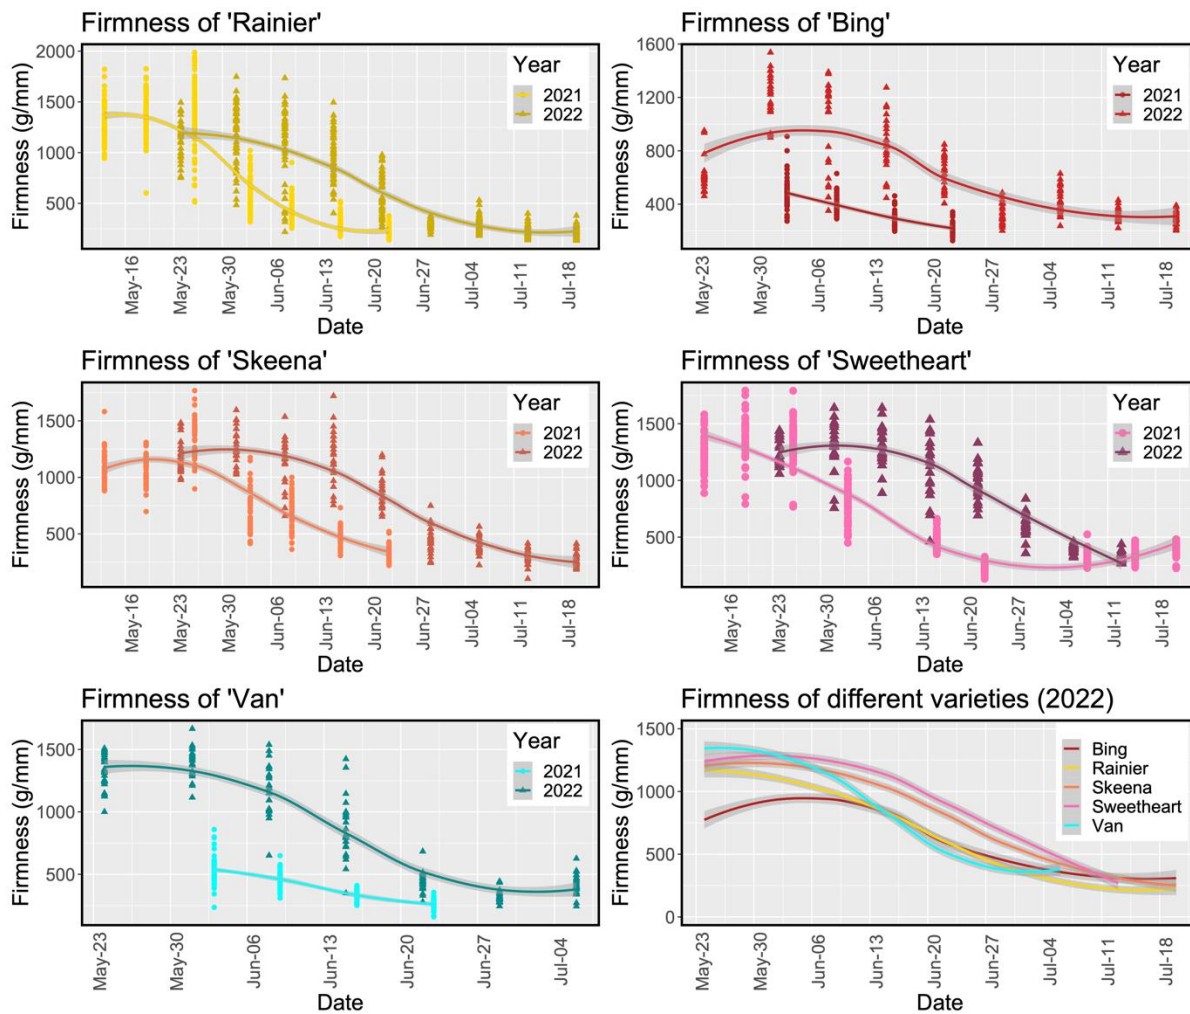 Firmness of 'Rainier'
Firmness (g/mm)
2000
1500
1000
500
Year
2021
2022
May-16
May-23
May-30
Jun-06
Jun-13
Jun-20
Jun-27
Jul-04
Jul-11
Jul-18
Date
Firmness of 'Bing'
Firmness (g/mm)
1600
1200
800
400
Year
2021
2022
May-23
May-30
Jun-06
Jun-13
Jun-20
Jun-27
Jul-04
Jul-11
Jul-18
Date
Firmness of 'Skeena'
Firmness (g/mm)
1500
1000
500
Year
2021
2022
May-16
May-23
May-30
Jun-06
Jun-13
Jun-20
Jun-27
Jul-04
Jul-11
Jul-18
Date
Firmness of 'Sweetheart'
Firmness (g/mm)
1500
1000
500
Year
2021
2022
May-16
May-23
May-30
Jun-06
Jun-13
Jun-20
Jun-27
Jul-04
Jul-11
Jul-18
Date
Firmness of 'Van'
Firmness (g/mm)
1500
1000
500
Year
2021
2022
May-23
May-30
Jun-06
Jun-13
Jun-20
Jun-27
Jul-04
Date
Firmness of different varieties (2022)
Firmness (g/mm)
1500
1000
500
0
Bing
Rainier
Skeena
Sweetheart
Van
May-23
May-30
Jun-06
Jun-13
Jun-20
Jun-27
Jul-04
Jul-11
Jul-18
Date